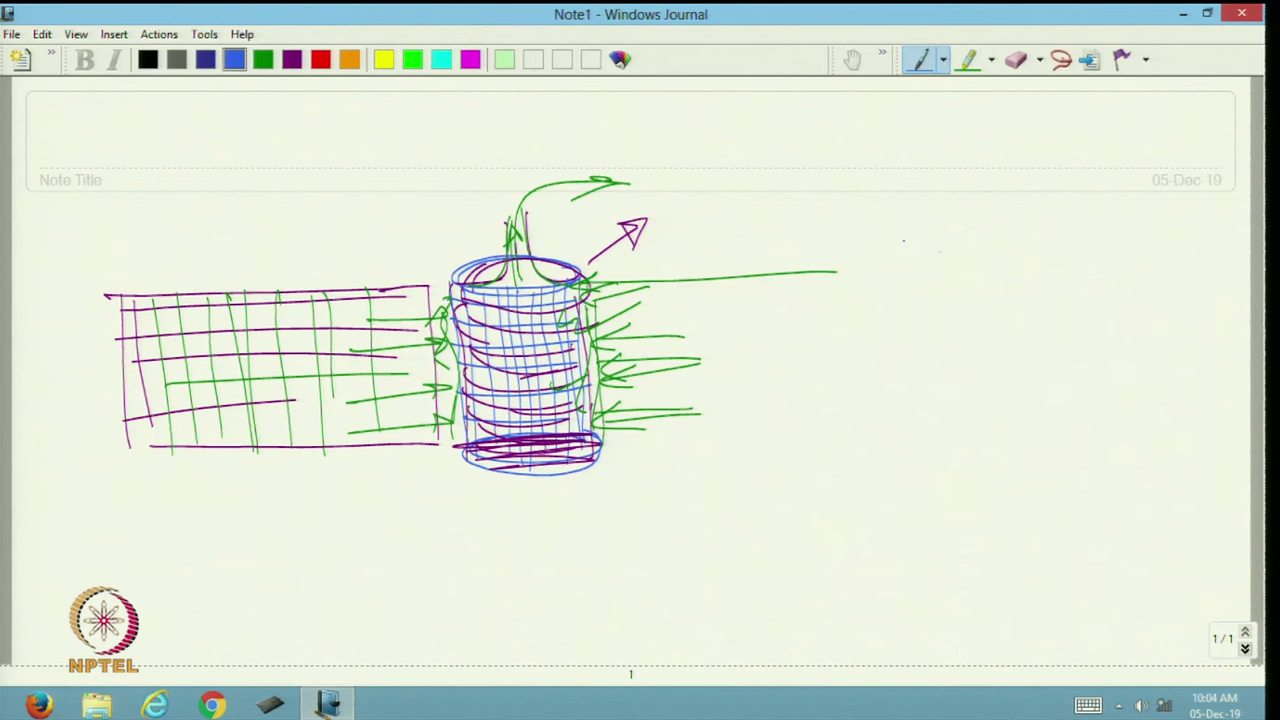 Note1 - Windows Journal
File Edit View Insert Actions Tools Help
B I
Note Title
05-Dec-19
NPTEL
1 / 1
1
10:04 AM
05-Dec-19